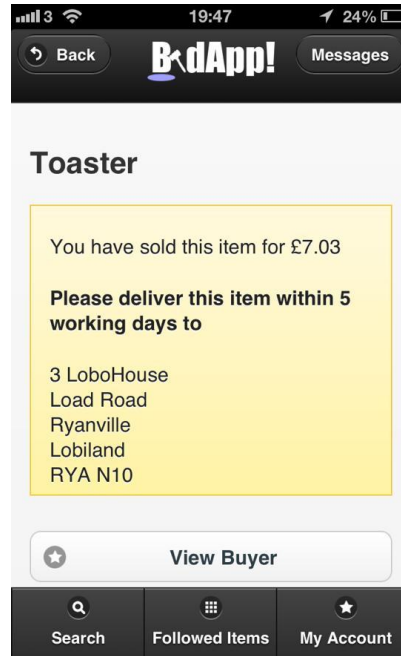 3 19:47 24%
Back BidApp! Messages
Toaster
You have sold this item for £7.03
Please deliver this item within 5
working days to
3 LoboHouse
Load Road
Ryanville
Lobiland
RYA N10
View Buyer
Search Followed Items My Account